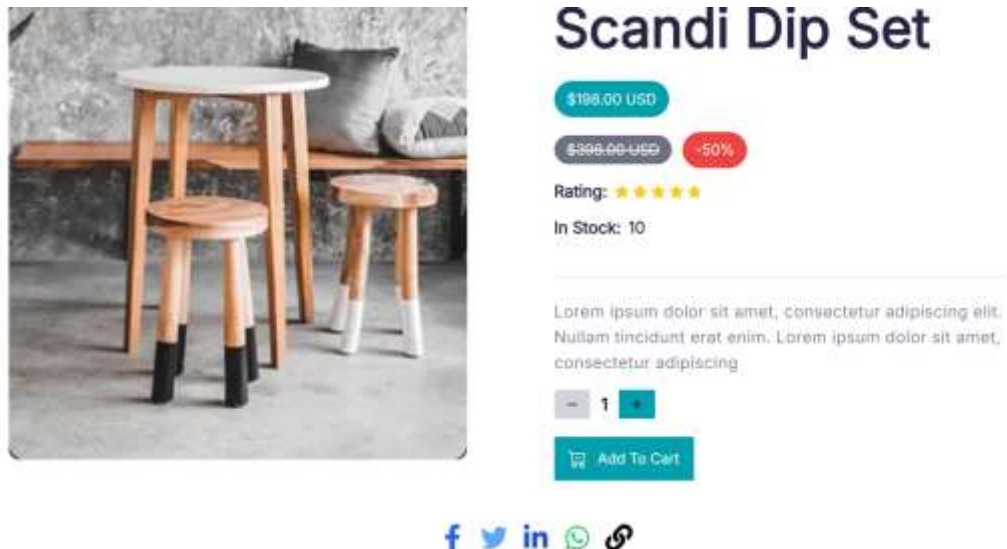 Scandi Dip Set
$198.00 USD
$398.00 USD -50%
Rating:
In Stock: 10
Lorem ipsum dolor sit amet, consectetur adipiscing elit.
Nullam tincidunt erat enim. Lorem ipsum dolor sit amet,
consectetur adipiscing
- 1 +
Add To Cart